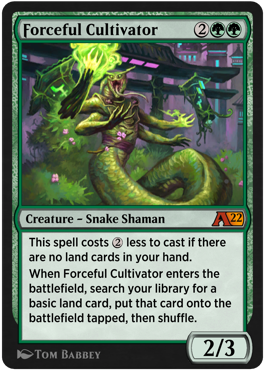 Forceful Cultivator 2
Creature – Snake Shaman
A22
This spell costs 2 less to cast if there
are no land cards in your hand.
When Forceful Cultivator enters the
battlefield, search your library for a
basic land card, put that card onto the
battlefield tapped, then shuffle.
2/3
Tom Babbey